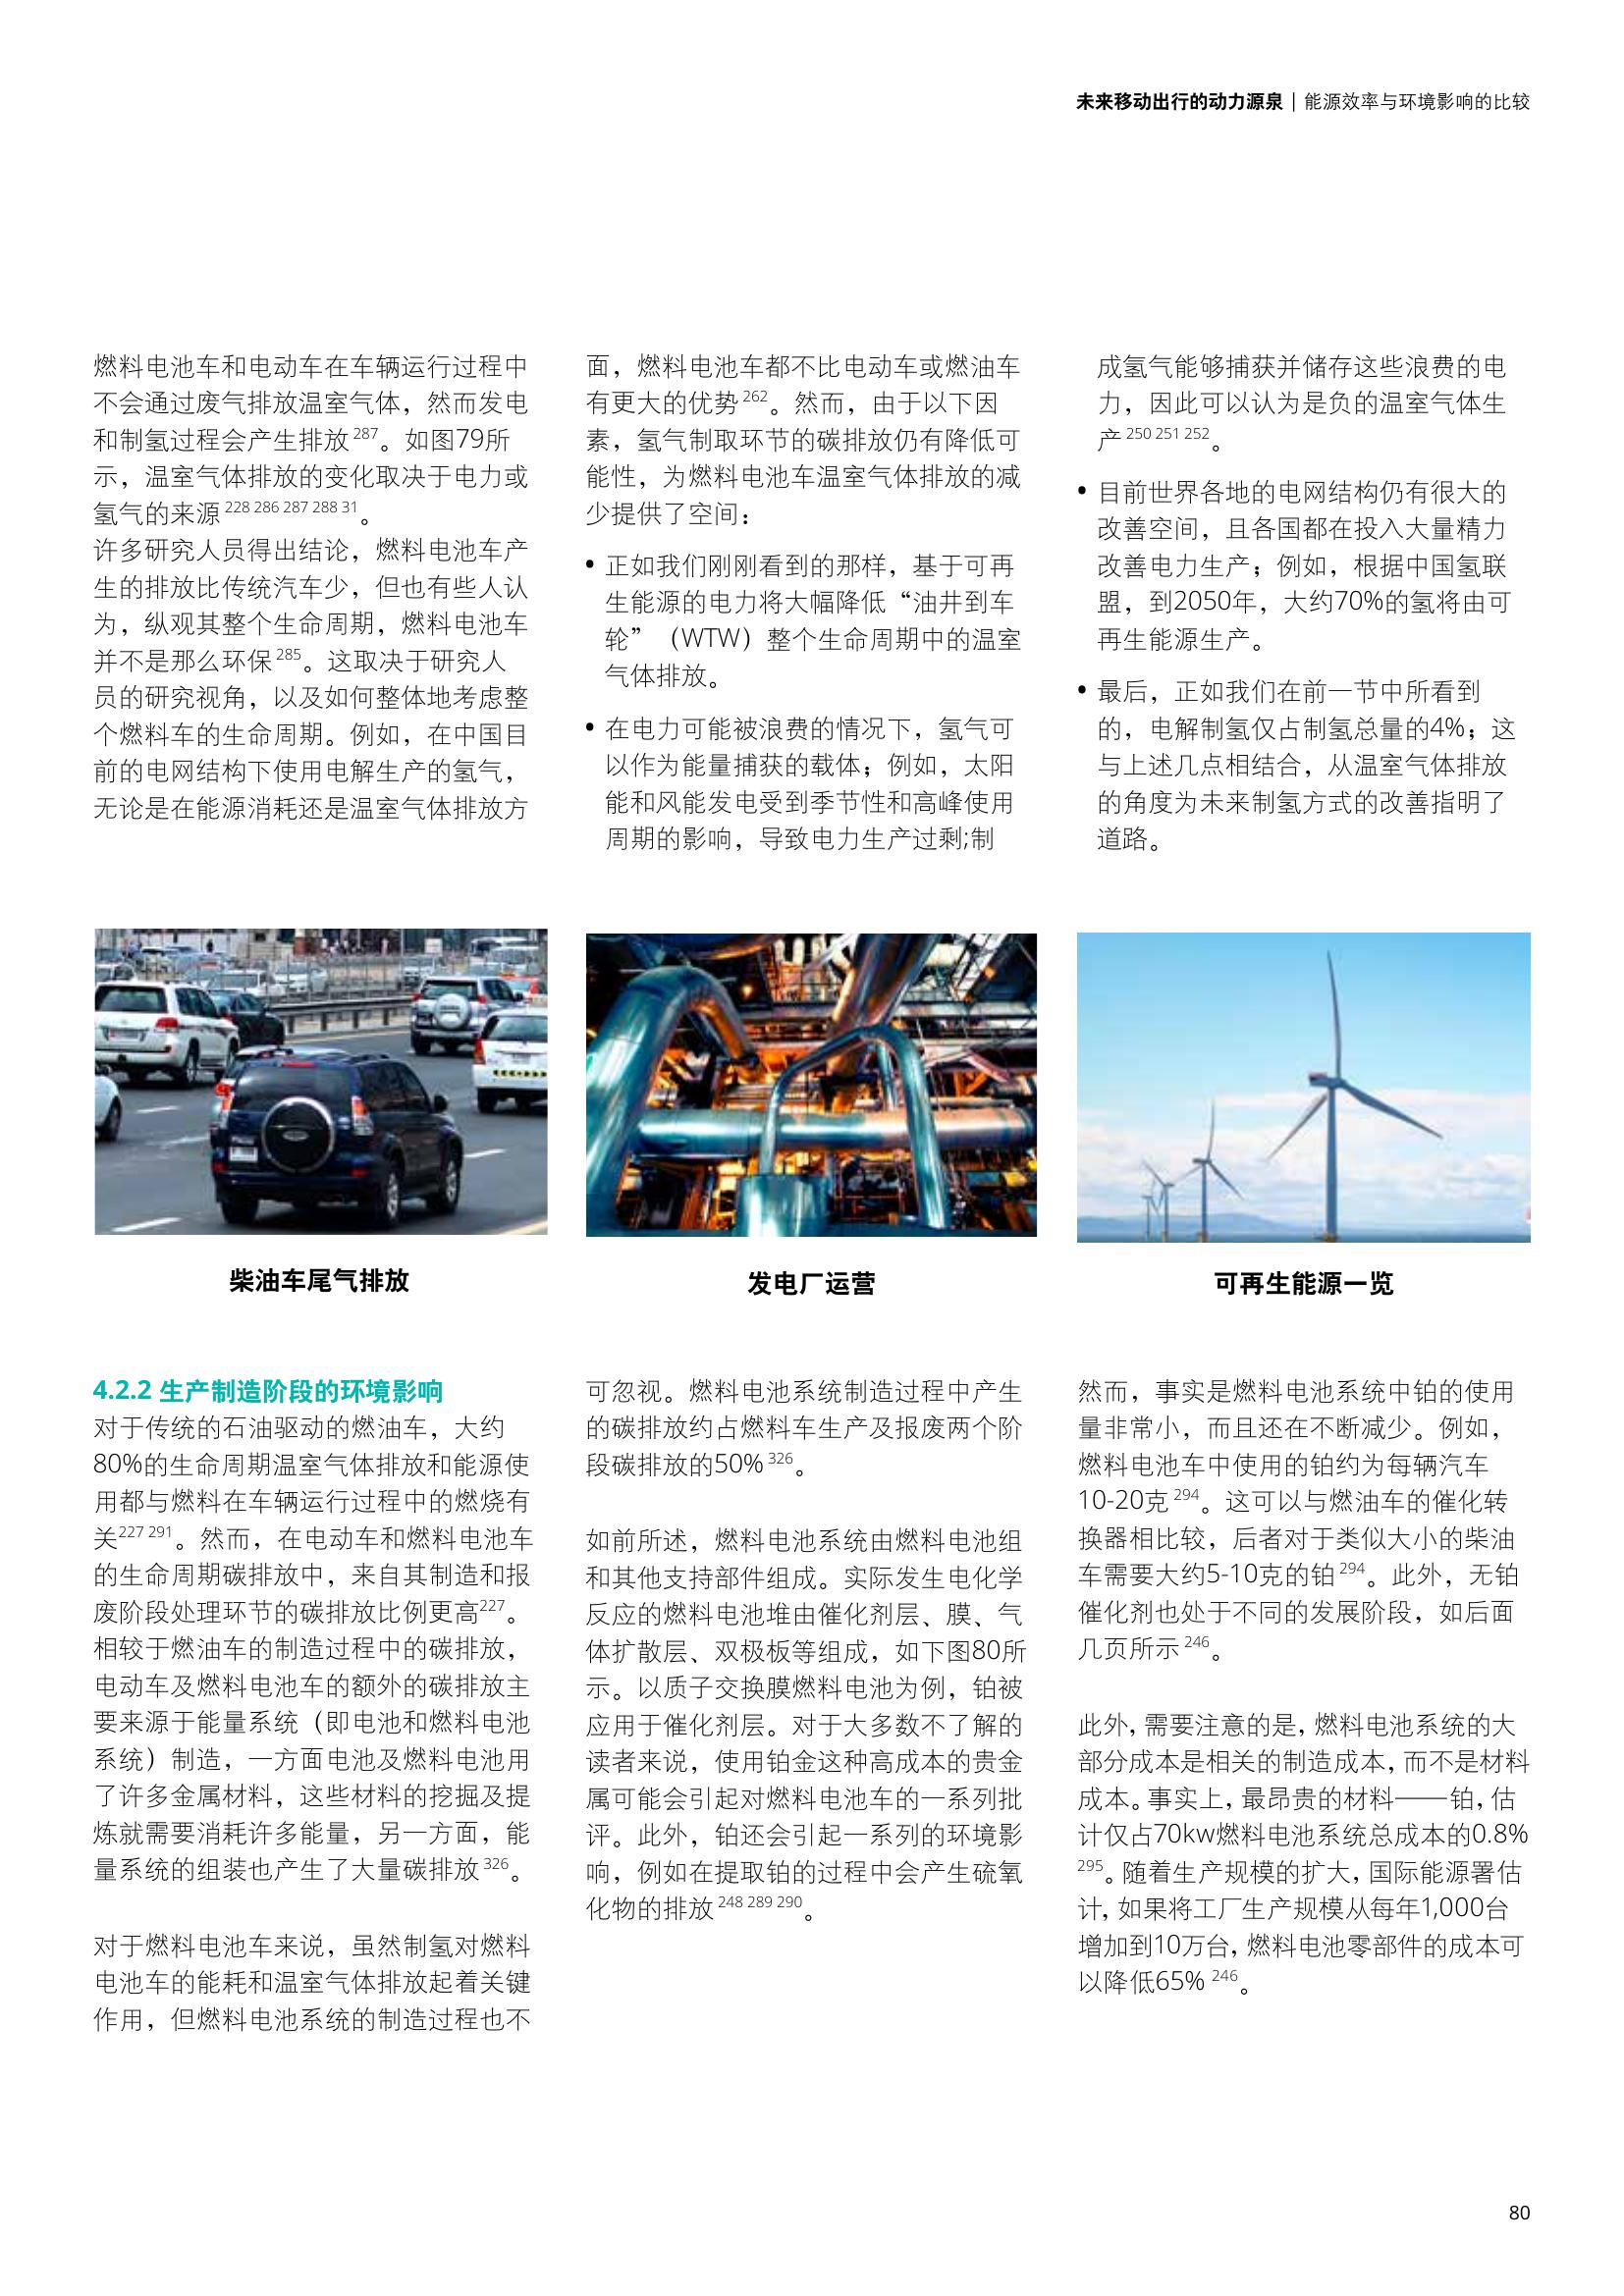 未来移动出行的动力源泉 | 能源效率与环境影响的比较
燃料电池车和电动车在车辆运行过程中
不会通过废气排放温室气体，然而发电
和制氢过程会产生排放 287。如图79所
示，温室气体排放的变化取决于电力或
氢气的来源 228 286 287 288 31。
许多研究人员得出结论，燃料电池车产
生的排放比传统汽车少，但也有些人认
为，纵观其整个生命周期，燃料电池车
并不是那么环保 285。这取决于研究人
员的研究视角，以及如何整体地考虑整
个燃料车的生命周期。例如，在中国目
前的电网结构下使用电解生产的氢气，
无论是在能源消耗还是温室气体排放方
面，燃料电池车都不比电动车或燃油车
有更大的优势 262。然而，由于以下因
素，氢气制取环节的碳排放仍有降低可
能性，为燃料电池车温室气体排放的减
少提供了空间：
• 正如我们刚刚看到的那样，基于可再
生能源的电力将大幅降低“油井到车
轮”（WTW）整个生命周期中的温室
气体排放。
• 在电力可能被浪费的情况下，氢气可
以作为能量捕获的载体；例如，太阳
能和风能发电受到季节性和高峰使用
周期的影响，导致电力生产过剩;制
成氢气能够捕获并储存这些浪费的电
力，因此可以认为是负的温室气体生
产 250 251 252。
• 目前世界各地的电网结构仍有很大的
改善空间，且各国都在投入大量精力
改善电力生产；例如，根据中国氢联
盟，到2050年，大约70%的氢将由可
再生能源生产。
• 最后，正如我们在前一节中所看到
的，电解制氢仅占制氢总量的4%；这
与上述几点相结合，从温室气体排放
的角度为未来制氢方式的改善指明了
道路。
柴油车尾气排放
发电厂运营
可再生能源一览
4.2.2 生产制造阶段的环境影响
对于传统的石油驱动的燃油车，大约
80%的生命周期温室气体排放和能源使
用都与燃料在车辆运行过程中的燃烧有
关227 291。然而，在电动车和燃料电池车
的生命周期碳排放中，来自其制造和报
废阶段处理环节的碳排放比例更高227。
相较于燃油车的制造过程中的碳排放，
电动车及燃料电池车的额外的碳排放主
要来源于能量系统（即电池和燃料电池
系统）制造，一方面电池及燃料电池用
了许多金属材料，这些材料的挖掘及提
炼就需要消耗许多能量，另一方面，能
量系统的组装也产生了大量碳排放 326。
对于燃料电池车来说，虽然制氢对燃料
电池车的能耗和温室气体排放起着关键
作用，但燃料电池系统的制造过程也不
可忽视。燃料电池系统制造过程中产生
的碳排放约占燃料车生产及报废两个阶
段碳排放的50% 326。
如前所述，燃料电池系统由燃料电池组
和其他支持部件组成。实际发生电化学
反应的燃料电池堆由催化剂层、膜、气
体扩散层、双极板等组成，如下图80所
示。以质子交换膜燃料电池为例，铂被
应用于催化剂层。对于大多数不了解的
读者来说，使用铂金这种高成本的贵金
属可能会引起对燃料电池车的一系列批
评。此外，铂还会引起一系列的环境影
响，例如在提取铂的过程中会产生硫氧
化物的排放 248 289 290。
然而，事实是燃料电池系统中铂的使用
量非常小，而且还在不断减少。例如，
燃料电池车中使用的铂约为每辆汽车
10-20克 294。这可以与燃油车的催化转
换器相比较，后者对于类似大小的柴油
车需要大约5-10克的铂 294。此外，无铂
催化剂也处于不同的发展阶段，如后面
几页所示 246。
此外，需要注意的是，燃料电池系统的大
部分成本是相关的制造成本，而不是材料
成本。事实上，最昂贵的材料——铂，估
计仅占70kw燃料电池系统总成本的0.8%
295。随着生产规模的扩大，国际能源署估
计，如果将工厂生产规模从每年1,000台
增加到10万台，燃料电池零部件的成本可
以降低65% 246。
80